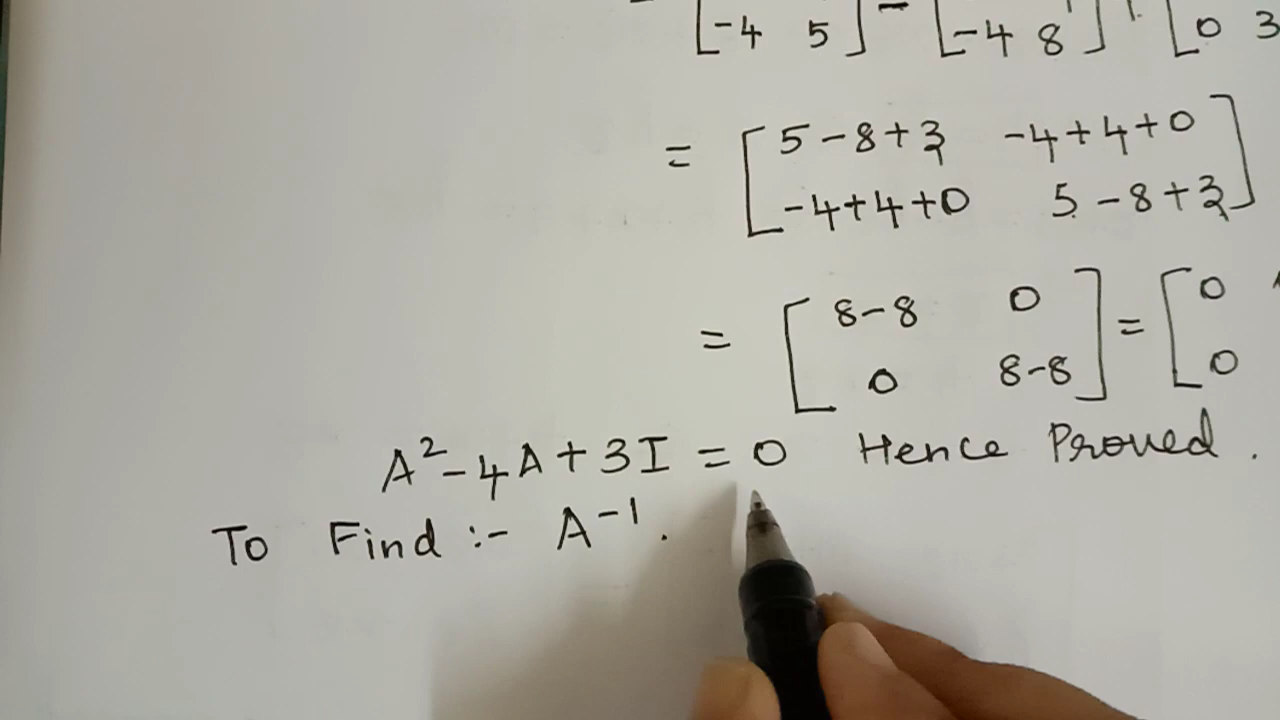 [-4 5] - [-4 8] + [0 3
= [5-8+3 -4+4+0
-4+4+0 5-8+3]
= [8-8 0
0 8-8] = [0
0
A²-4A+3I = 0 Hence Proved.
To Find :- A⁻¹.